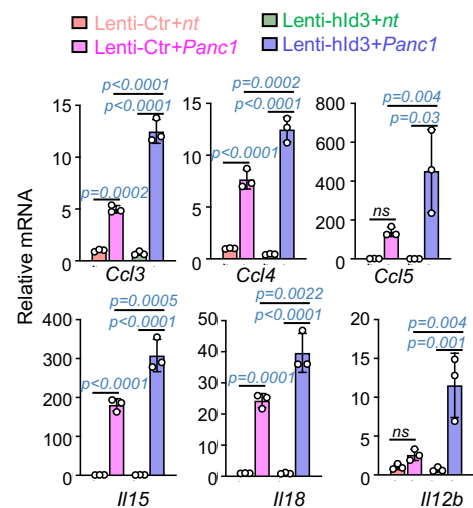 Lenti-Ctr+nt Lenti-hId3+nt
Lenti-Ctr+Panc1 Lenti-hId3+Panc1
Relative mRNA
p<0.0001
p<0.0001
p=0.0002
15
10
5
0
Ccl3
p=0.0002
p<0.0001
p<0.0001
15
10
5
0
Ccl4
p=0.004
p=0.03
ns
800
600
400
200
0
Ccl5
p=0.0005
p<0.0001
p<0.0001
400
300
200
100
0
Il15
p=0.0022
p<0.0001
p=0.0001
60
40
30
20
10
0
Il18
p=0.004
p=0.001
ns
20
15
10
5
0
Il12b